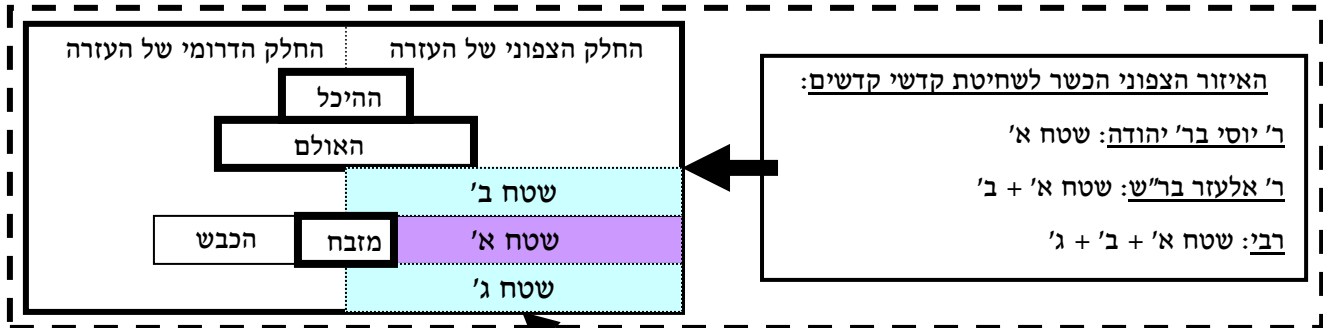 האיזור הצפוני הכשר לשחיטת קדשי קדשים:
ר' יוסי בר' יהודה: שטח א'
ר' אלעזר בר"ש: שטח א' + ב'
רבי: שטח א' + ב' + ג'
החלק הצפוני של העזרה
החלק הדרומי של העזרה
ההיכל
האולם
שטח ב'
שטח א'
מזבח
הכבש
שטח ג'